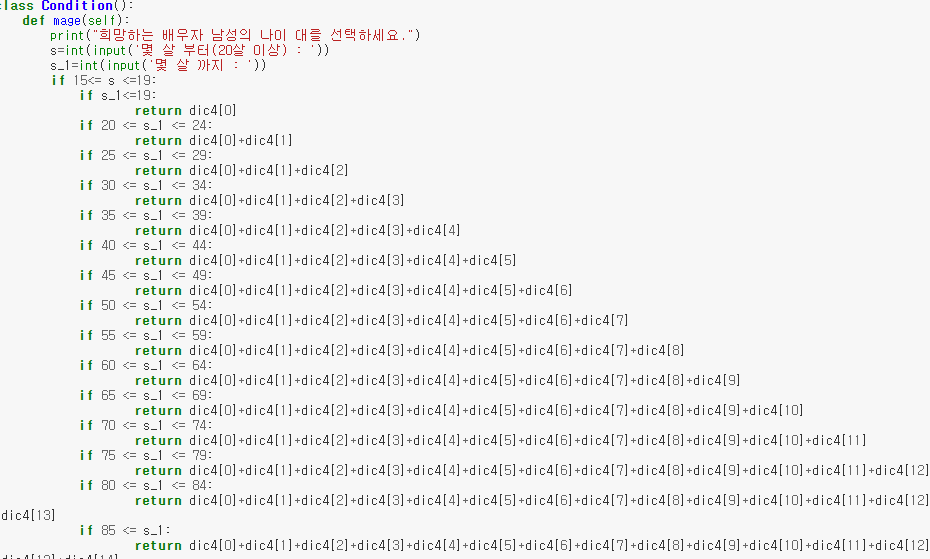 class Condition():
def mage(self):
print("희망하는 배우자 남성의 나이 대를 선택하세요.")
s=int(input('몇 살 부터(20살 이상) : '))
s_1=int(input('몇 살 까지 : '))
if 15<= s <=19:
if s_1<=19:
return dic4[0]
if 20 <= s_1 <= 24:
return dic4[0]+dic4[1]
if 25 <= s_1 <= 29:
return dic4[0]+dic4[1]+dic4[2]
if 30 <= s_1 <= 34:
return dic4[0]+dic4[1]+dic4[2]+dic4[3]
if 35 <= s_1 <= 39:
return dic4[0]+dic4[1]+dic4[2]+dic4[3]+dic4[4]
if 40 <= s_1 <= 44:
return dic4[0]+dic4[1]+dic4[2]+dic4[3]+dic4[4]+dic4[5]
if 45 <= s_1 <= 49:
return dic4[0]+dic4[1]+dic4[2]+dic4[3]+dic4[4]+dic4[5]+dic4[6]
if 50 <= s_1 <= 54:
return dic4[0]+dic4[1]+dic4[2]+dic4[3]+dic4[4]+dic4[5]+dic4[6]+dic4[7]
if 55 <= s_1 <= 59:
return dic4[0]+dic4[1]+dic4[2]+dic4[3]+dic4[4]+dic4[5]+dic4[6]+dic4[7]+dic4[8]
if 60 <= s_1 <= 64:
return dic4[0]+dic4[1]+dic4[2]+dic4[3]+dic4[4]+dic4[5]+dic4[6]+dic4[7]+dic4[8]+dic4[9]
if 65 <= s_1 <= 69:
return dic4[0]+dic4[1]+dic4[2]+dic4[3]+dic4[4]+dic4[5]+dic4[6]+dic4[7]+dic4[8]+dic4[9]+dic4[10]
if 70 <= s_1 <= 74:
return dic4[0]+dic4[1]+dic4[2]+dic4[3]+dic4[4]+dic4[5]+dic4[6]+dic4[7]+dic4[8]+dic4[9]+dic4[10]+dic4[11]
if 75 <= s_1 <= 79:
return dic4[0]+dic4[1]+dic4[2]+dic4[3]+dic4[4]+dic4[5]+dic4[6]+dic4[7]+dic4[8]+dic4[9]+dic4[10]+dic4[11]+dic4[12]
if 80 <= s_1 <= 84:
return dic4[0]+dic4[1]+dic4[2]+dic4[3]+dic4[4]+dic4[5]+dic4[6]+dic4[7]+dic4[8]+dic4[9]+dic4[10]+dic4[11]+dic4[12]
dic4[13]
if 85 <= s_1:
return dic4[0]+dic4[1]+dic4[2]+dic4[3]+dic4[4]+dic4[5]+dic4[6]+dic4[7]+dic4[8]+dic4[9]+dic4[10]+dic4[11]+dic4[12]